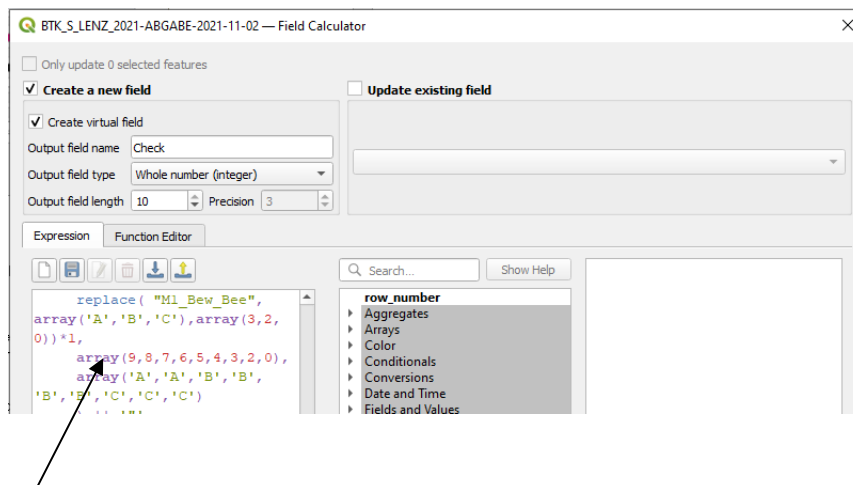 BTK_S_LENZ_2021-ABGABE-2021-11-02 — Field Calculator
Only update 0 selected features
Create a new field
Update existing field
Create virtual field
Output field name Check
Output field type Whole number (integer)
Output field length 10 Precision 3
Expression Function Editor
Search... Show Help
replace( "M1_Bew_Bee",
array('A','B','C'),array(3,2,
0))*1,
array(9,8,7,6,5,4,3,2,0),
array('A','A','B','B',
'B','B','C','C','C')
row_number
Aggregates
Arrays
Color
Conditionals
Conversions
Date and Time
Fields and Values